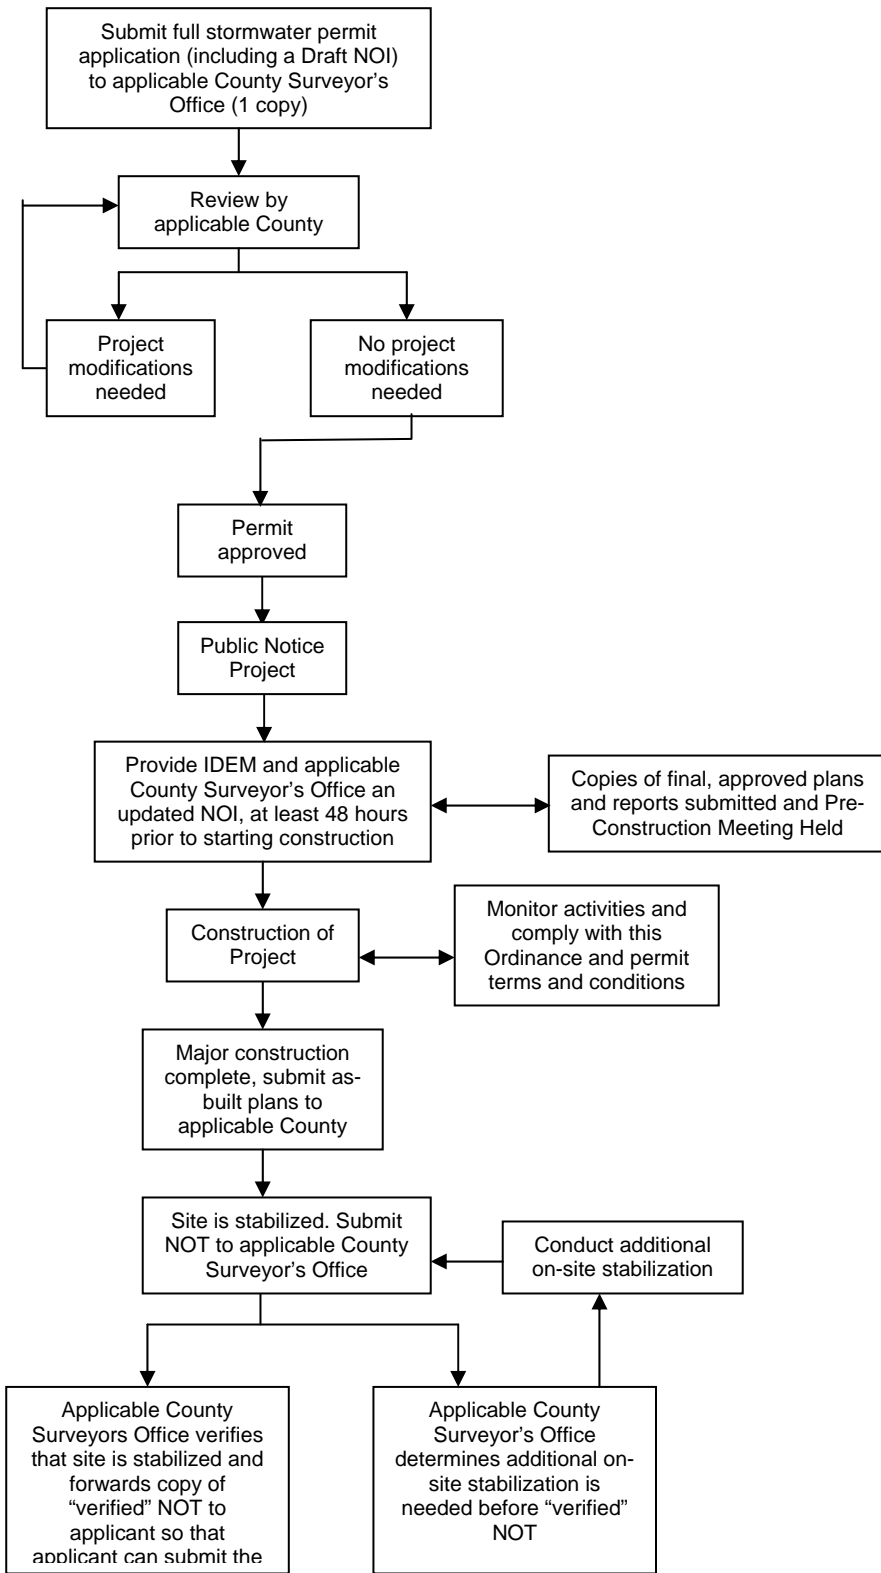 Submit full stormwater permit
application (including a Draft NOI)
to applicable County Surveyor’s
Office (1 copy)
Review by
applicable County
Project
modifications
needed
No project
modifications
needed
Permit
approved
Public Notice
Project
Provide IDEM and applicable
County Surveyor’s Office an
updated NOI, at least 48 hours
prior to starting construction
Copies of final, approved plans
and reports submitted and Pre-
Construction Meeting Held
Construction of
Project
Monitor activities and
comply with this
Ordinance and permit
terms and conditions
Major construction
complete, submit as-
built plans to
applicable County
Site is stabilized. Submit
NOT to applicable County
Surveyor’s Office
Conduct additional
on-site stabilization
Applicable County
Surveyors Office verifies
that site is stabilized and
forwards copy of
“verified” NOT to
applicant so that
applicant can submit the
Applicable County
Surveyor’s Office
determines additional on-
site stabilization is
needed before “verified”
NOT